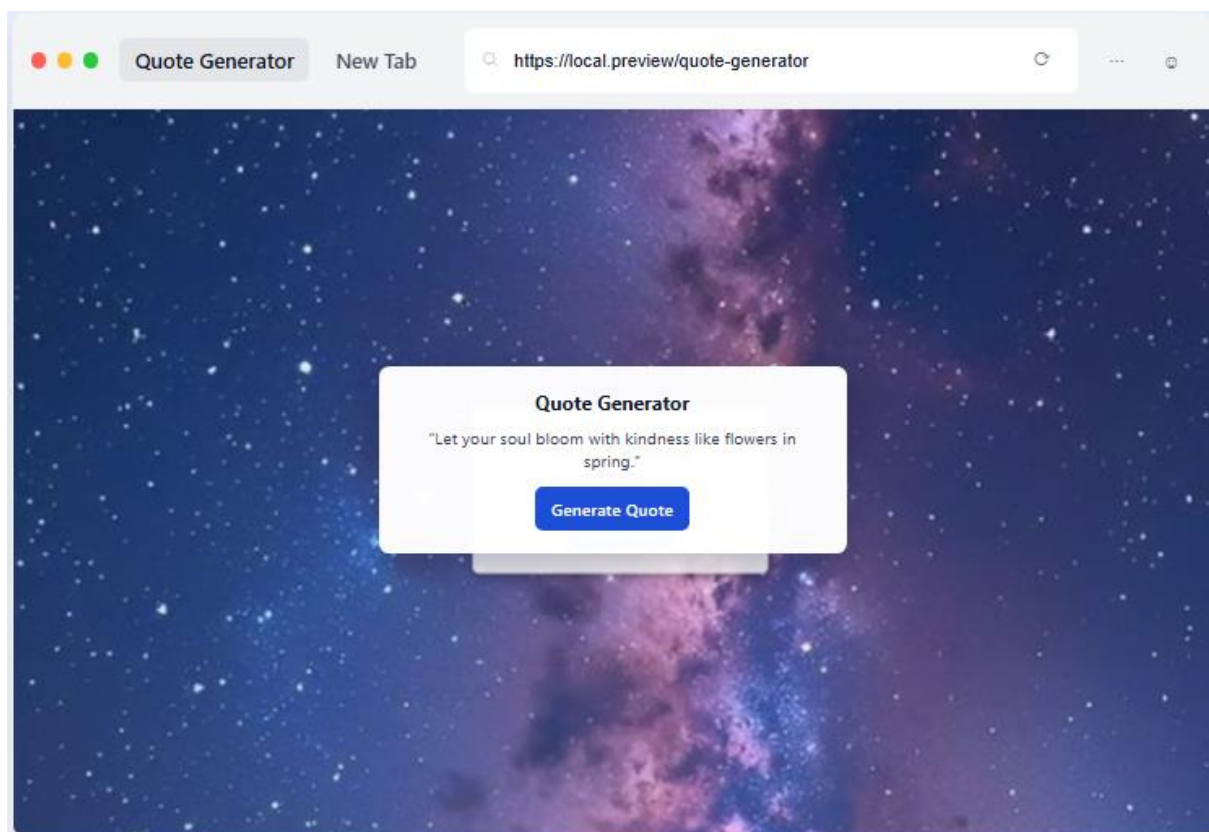 Quote Generator
New Tab
https://local.preview/quote-generator
Quote Generator
"Let your soul bloom with kindness like flowers in
spring."
Generate Quote